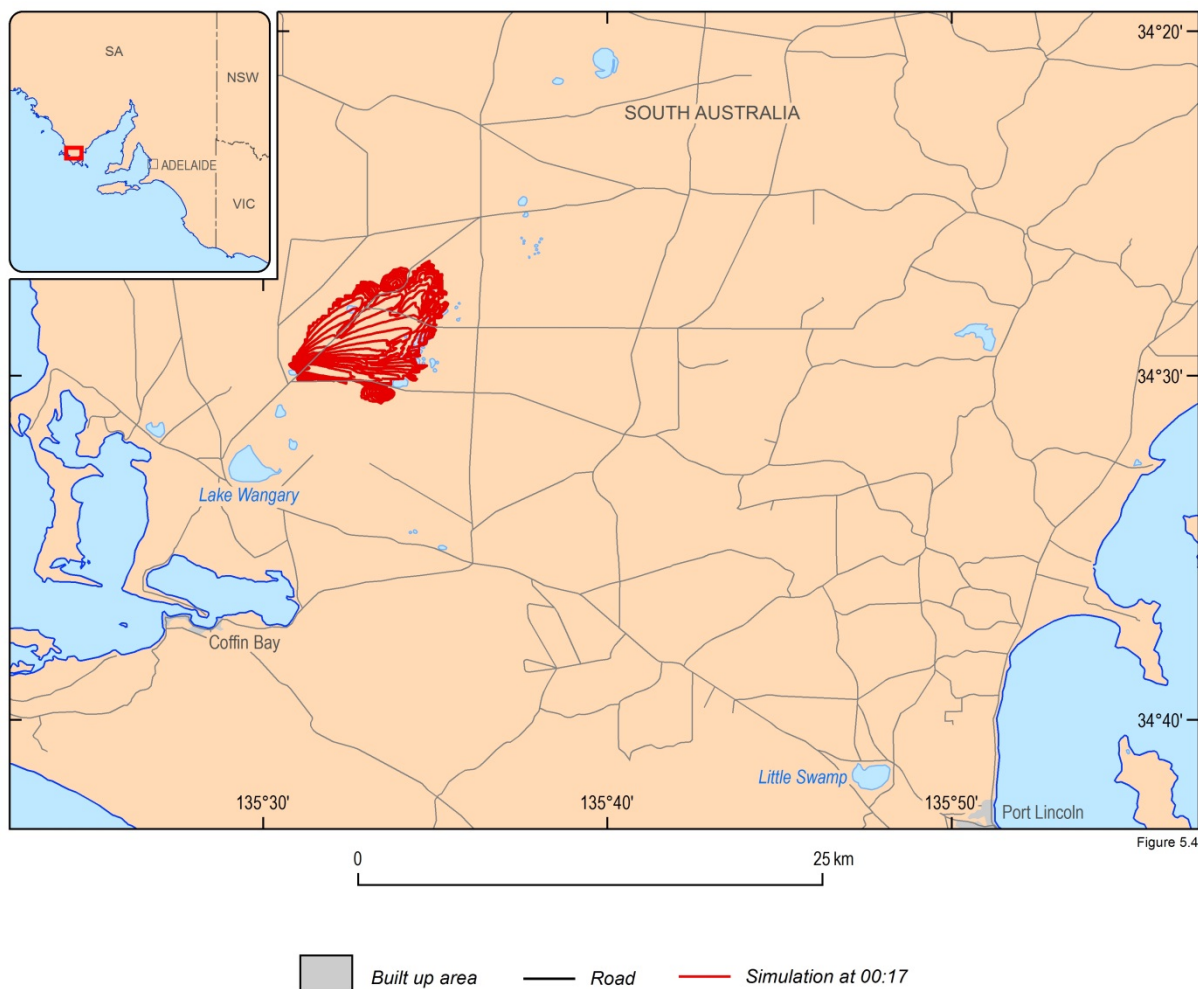 SA
NSW
ADELAIDE
VIC
34°20'
SOUTH AUSTRALIA
34°30'
Lake Wangary
Coffin Bay
34°40'
Little Swamp
135°30'
135°40'
135°50'
Port Lincoln
Figure 5.4
0
25 km
Built up area
Road
Simulation at 00:17